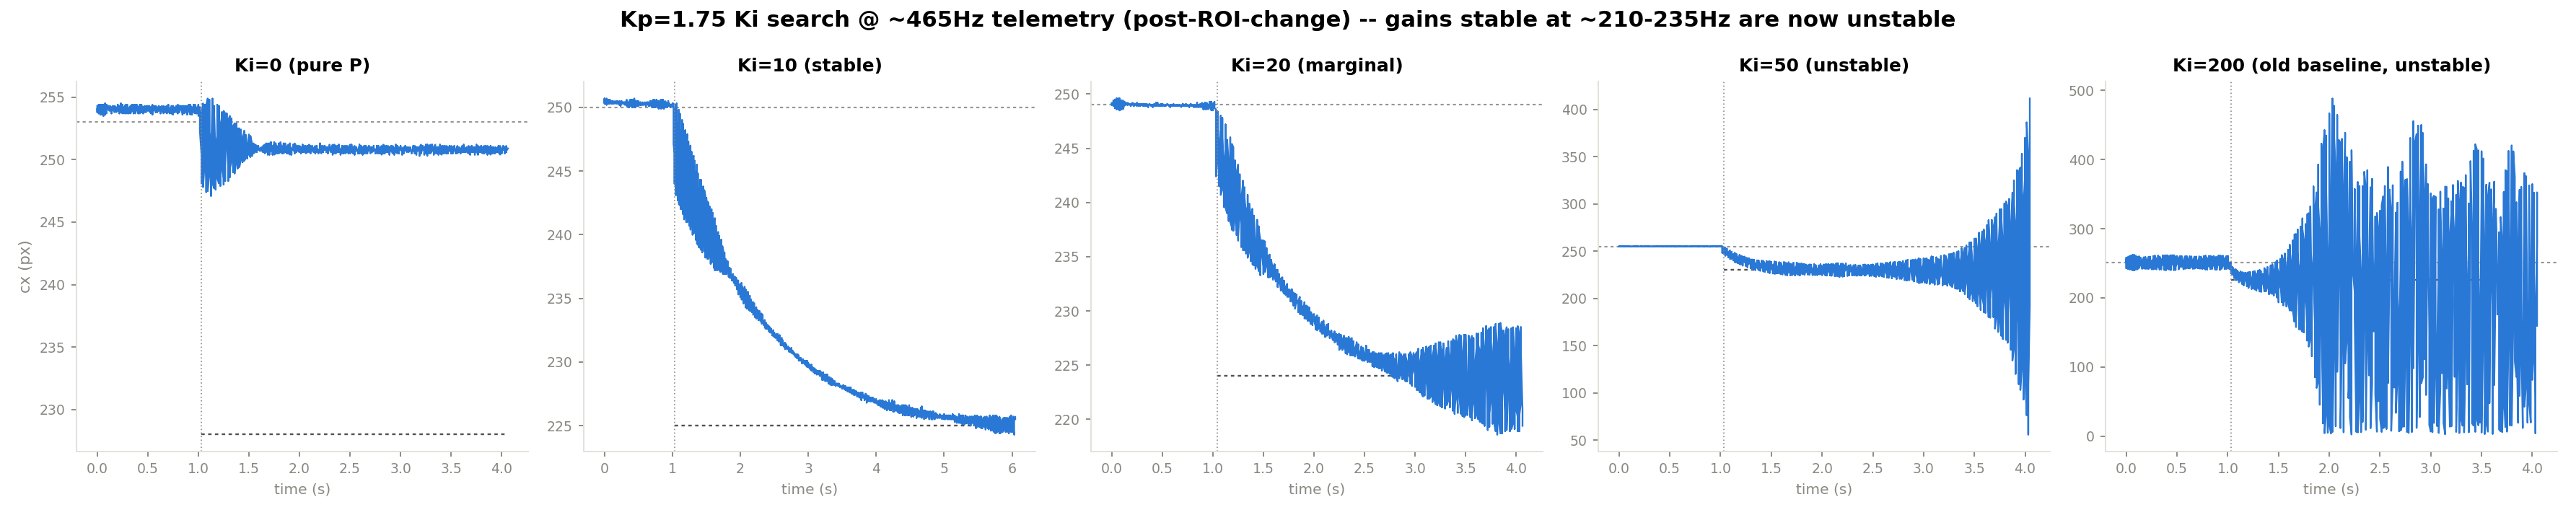 Kp=1.75 Ki search @ ~465Hz telemetry (post-ROI-change) -- gains stable at ~210-235Hz are now unstable
Ki=0 (pure P)
cx (px)
255
250
245
240
235
230
0.0 0.5 1.0 1.5 2.0 2.5 3.0 3.5 4.0
time (s)
Ki=10 (stable)
250
245
240
235
230
225
0 1 2 3 4 5 6
time (s)
Ki=20 (marginal)
250
245
240
235
230
225
220
0.0 0.5 1.0 1.5 2.0 2.5 3.0 3.5 4.0
time (s)
Ki=50 (unstable)
400
350
300
250
200
150
100
50
0.0 0.5 1.0 1.5 2.0 2.5 3.0 3.5 4.0
time (s)
Ki=200 (old baseline, unstable)
500
400
300
200
100
0
0.0 0.5 1.0 1.5 2.0 2.5 3.0 3.5 4.0
time (s)